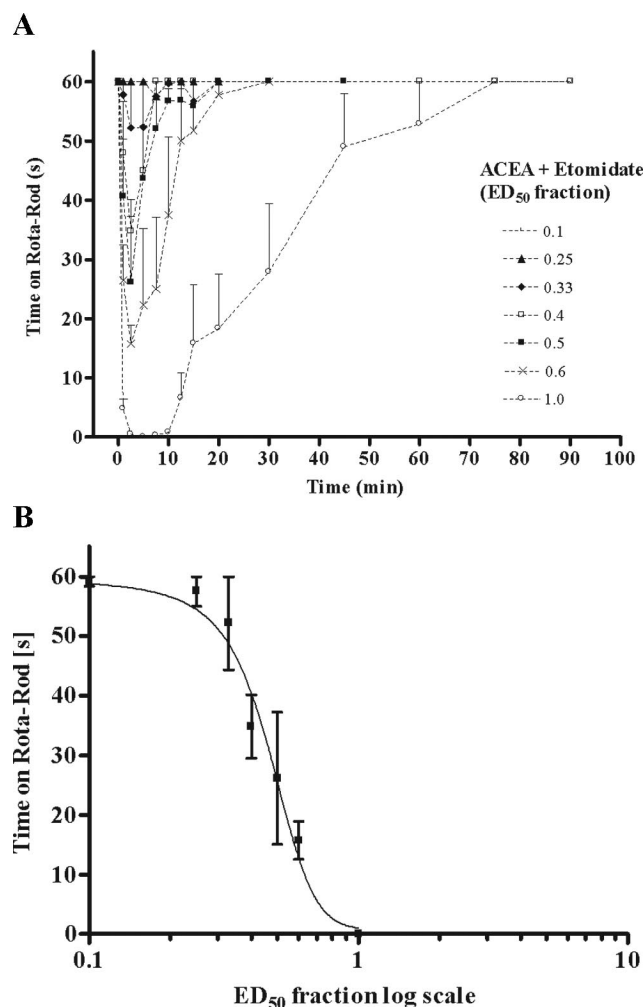 A
Time on Rota-Rod (s)
60
50
40
30
20
10
0
0 10 20 30 40 50 60 70 80 90 100
Time (min)
ACEA + Etomidate
(ED50 fraction)
0.1
0.25
0.33
0.4
0.5
0.6
1.0
B
Time on Rota-Rod [s]
60
50
40
30
20
10
0
0.1 1 10
ED50 fraction log scale